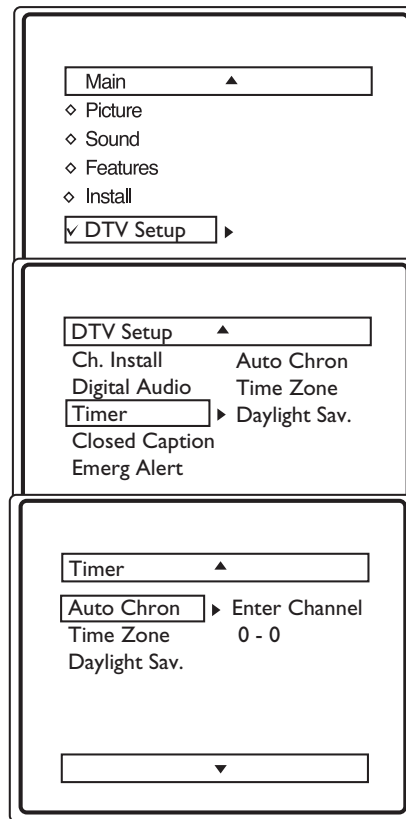 Main
Picture
Sound
Features
Install
DTV Setup
DTV Setup
Ch. Install Auto Chron
Digital Audio Time Zone
Timer Daylight Sav.
Closed Caption
Emerg Alert
Timer
Auto Chron Enter Channel
Time Zone 0 - 0
Daylight Sav.